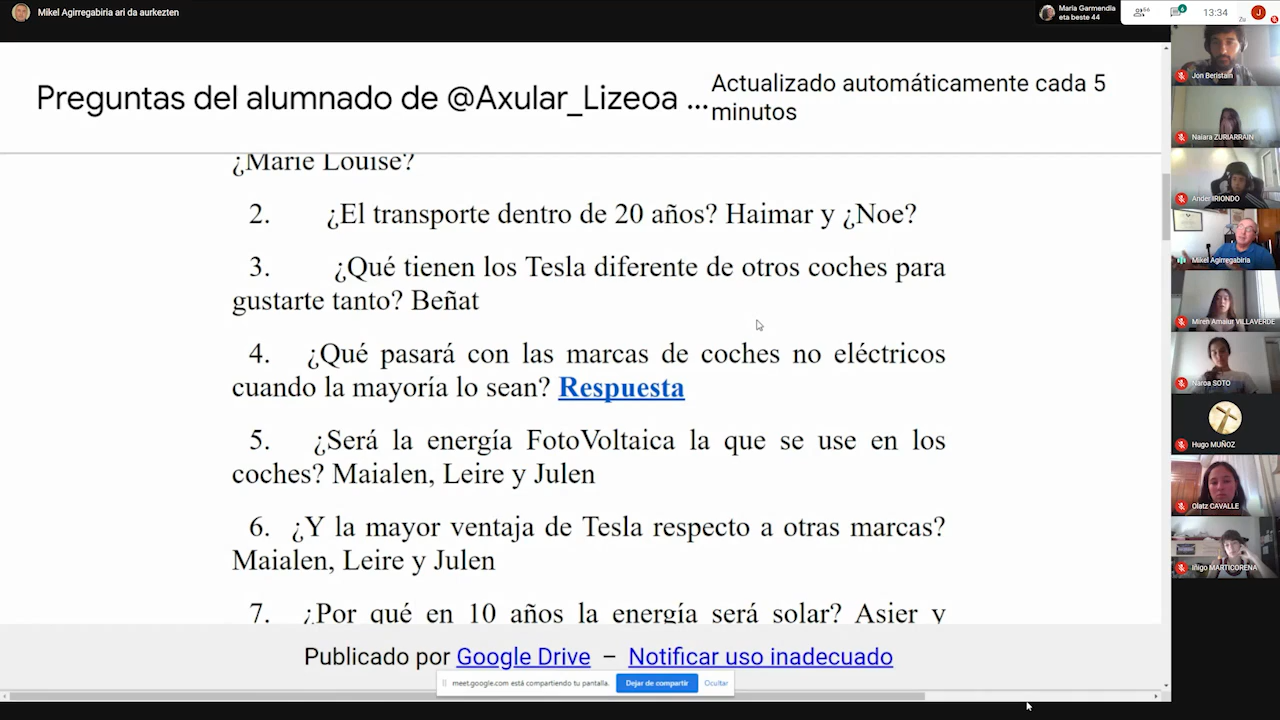 Mikel Agirregabiria ari da aurkezten
Maria Garmendia
eta beste 44
66
6
13:34
Zu
J
Preguntas del alumnado de @Axular_Lizeoa ...
Actualizado automáticamente cada 5
minutos
¿Marie Louise?
2. ¿El transporte dentro de 20 años? Haimar y ¿Noe?
3. ¿Qué tienen los Tesla diferente de otros coches para
gustarte tanto? Beñat
4. ¿Qué pasará con las marcas de coches no eléctricos
cuando la mayoría lo sean? Respuesta
5. ¿Será la energía FotoVoltaica la que se use en los
coches? Maialen, Leire y Julen
6. ¿Y la mayor ventaja de Tesla respecto a otras marcas?
Maialen, Leire y Julen
7. ¿Por qué en 10 años la energía será solar? Asier y
Publicado por Google Drive – Notificar uso inadecuado
meet.google.com está compartiendo tu pantalla.
Dejar de compartir
Ocultar
Jon Beristain
Naiara ZURIARRAIN
Ander IRIONDO
Mikel Agirregabiria
Miren Amaiur VILLAVERDE
Naroa SOTO
Hugo MUÑOZ
Olatz CAVALLE
Iñigo MARTICORENA